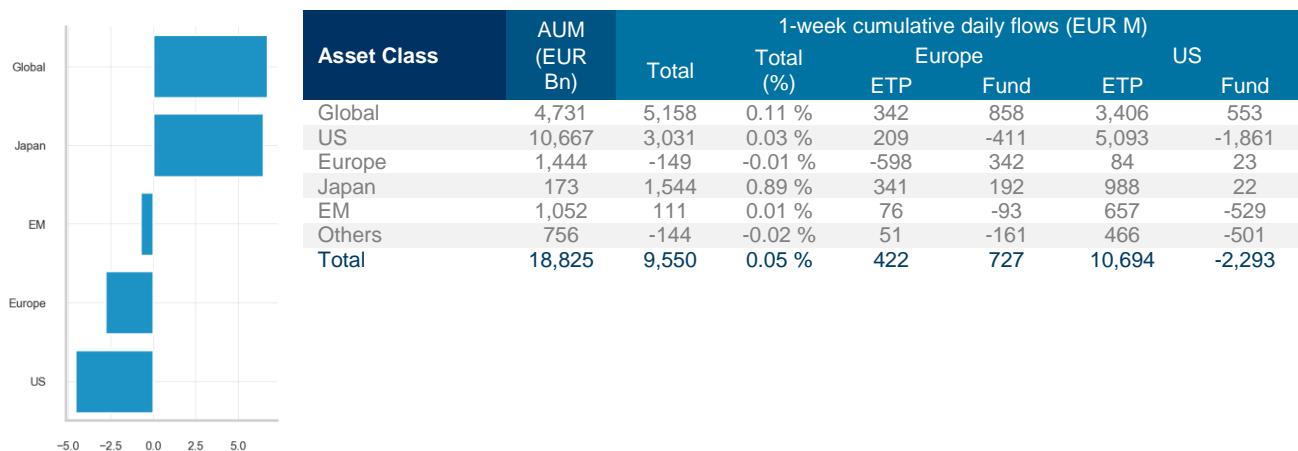 Global
Japan
EM
Europe
US
−5.0 −2.5 0.0 2.5 5.0
Asset Class AUM (EUR Bn) 1-week cumulative daily flows (EUR M)
Total Total (%) Europe US
ETP Fund ETP Fund
Global 4,731 5,158 0.11 % 342 858 3,406 553
US 10,667 3,031 0.03 % 209 -411 5,093 -1,861
Europe 1,444 -149 -0.01 % -598 342 84 23
Japan 173 1,544 0.89 % 341 192 988 22
EM 1,052 111 0.01 % 76 -93 657 -529
Others 756 -144 -0.02 % 51 -161 466 -501
Total 18,825 9,550 0.05 % 422 727 10,694 -2,293